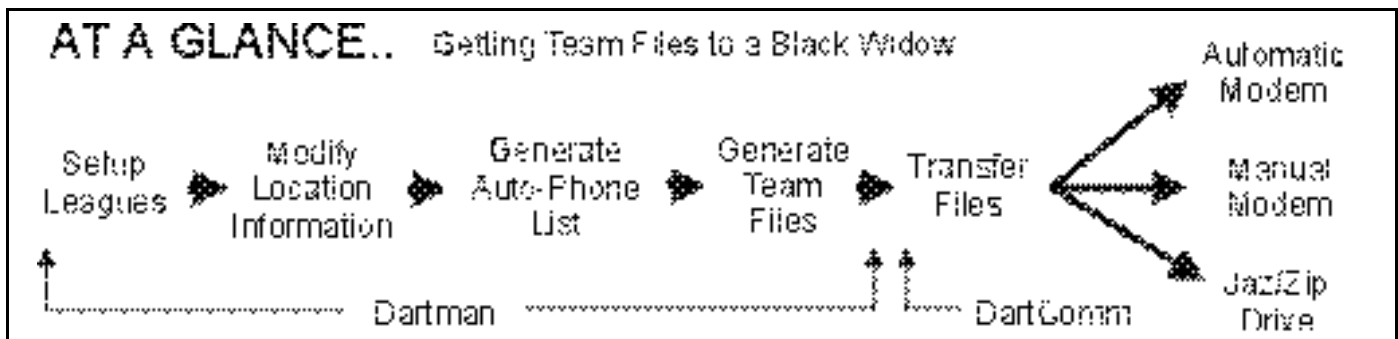 AT A GLANCE.. Getting Team Files to a Black Widow
Setup
Leagues
Modify
Location
Information
Generate
Auto-Phone
List
Generate
Team
Files
Transfer
Files
Automatic
Modem
Manual
Modem
Jaz/Zip
Drive
Dartman
DartComm